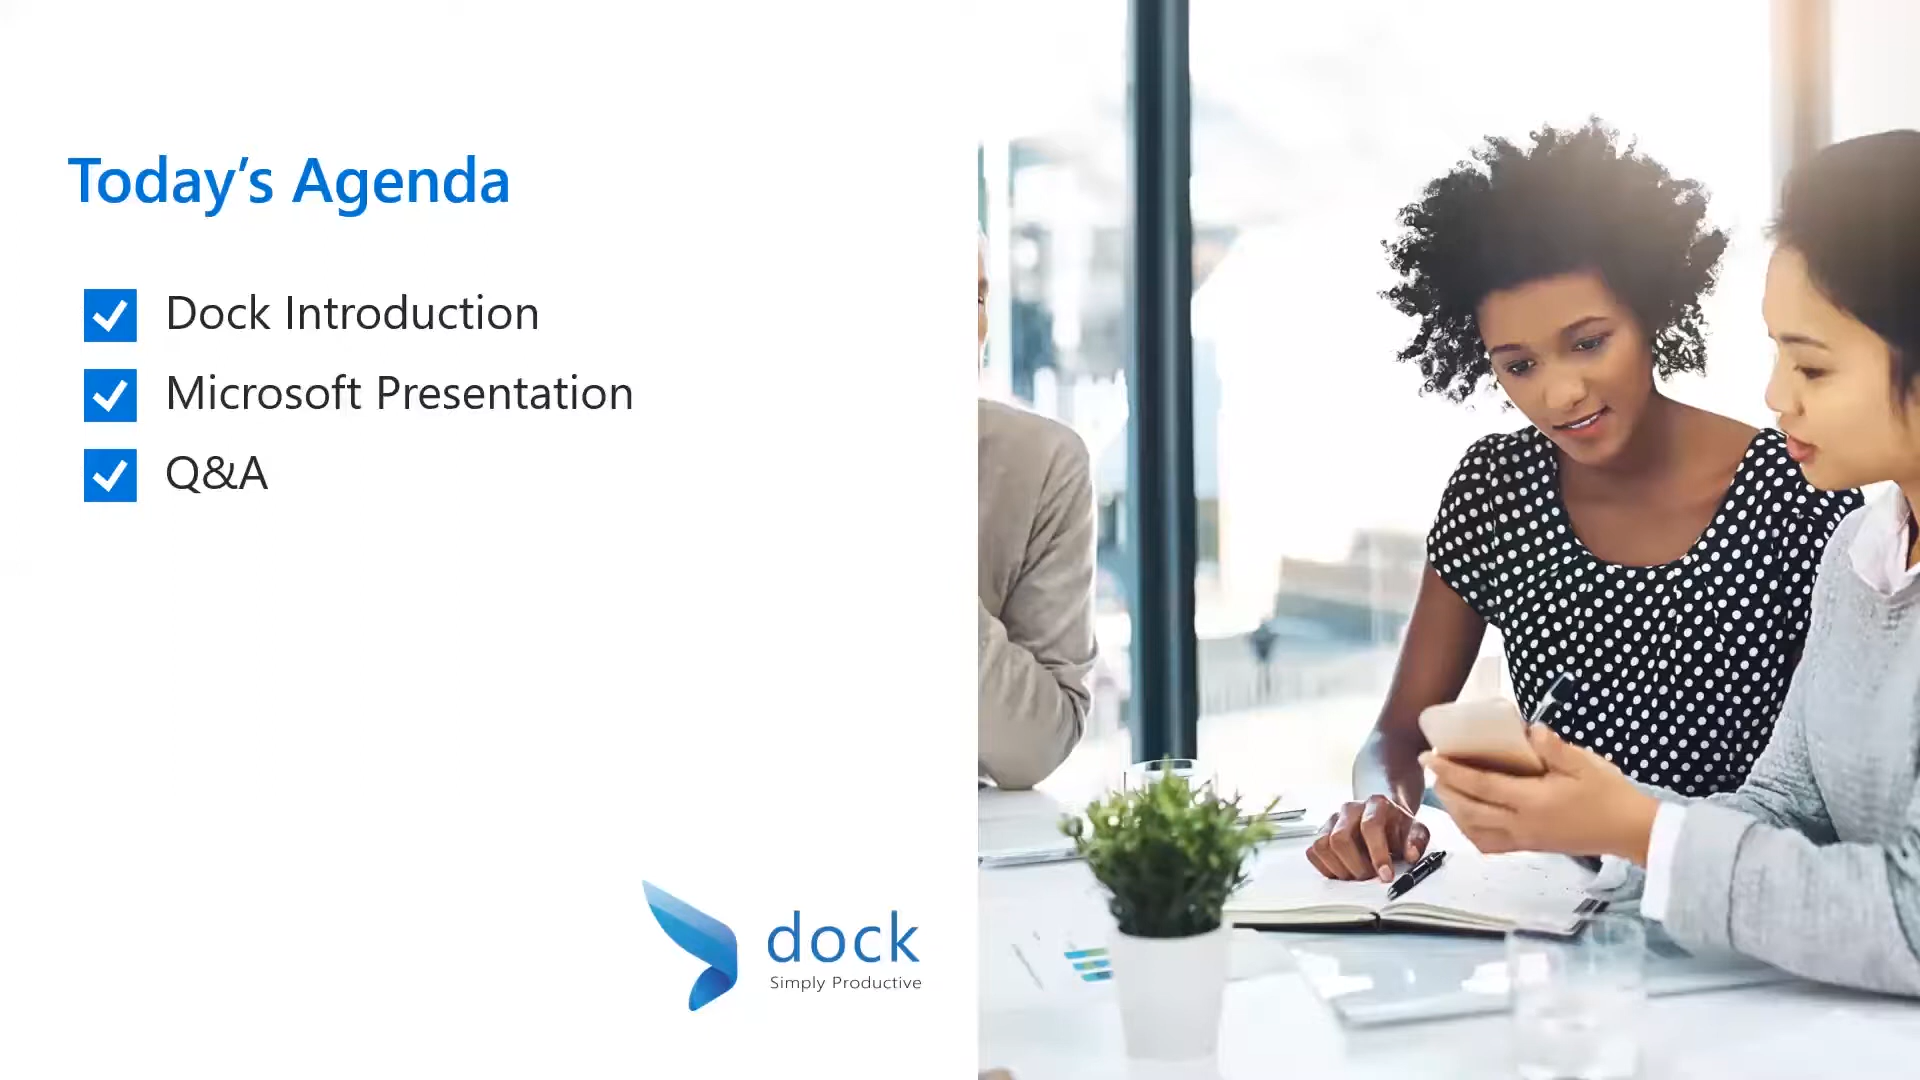 Today’s Agenda
Dock Introduction
Microsoft Presentation
Q&A
dock
Simply Productive